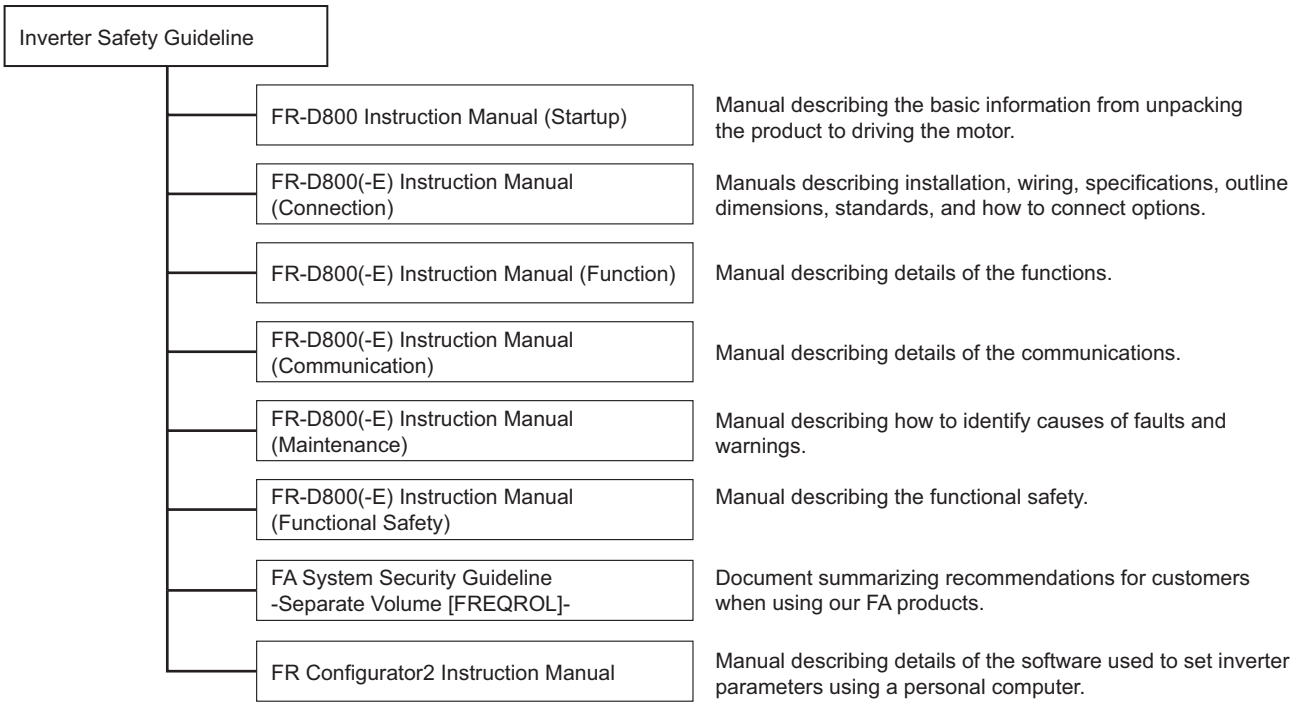 Inverter Safety Guideline
FR-D800 Instruction Manual (Startup)
Manual describing the basic information from unpacking
the product to driving the motor.
FR-D800(-E) Instruction Manual
(Connection)
Manuals describing installation, wiring, specifications, outline
dimensions, standards, and how to connect options.
FR-D800(-E) Instruction Manual (Function)
Manual describing details of the functions.
FR-D800(-E) Instruction Manual
(Communication)
Manual describing details of the communications.
FR-D800(-E) Instruction Manual
(Maintenance)
Manual describing how to identify causes of faults and
warnings.
FR-D800(-E) Instruction Manual
(Functional Safety)
Manual describing the functional safety.
FA System Security Guideline
-Separate Volume [FREQROL]-
Document summarizing recommendations for customers
when using our FA products.
FR Configurator2 Instruction Manual
Manual describing details of the software used to set inverter
parameters using a personal computer.